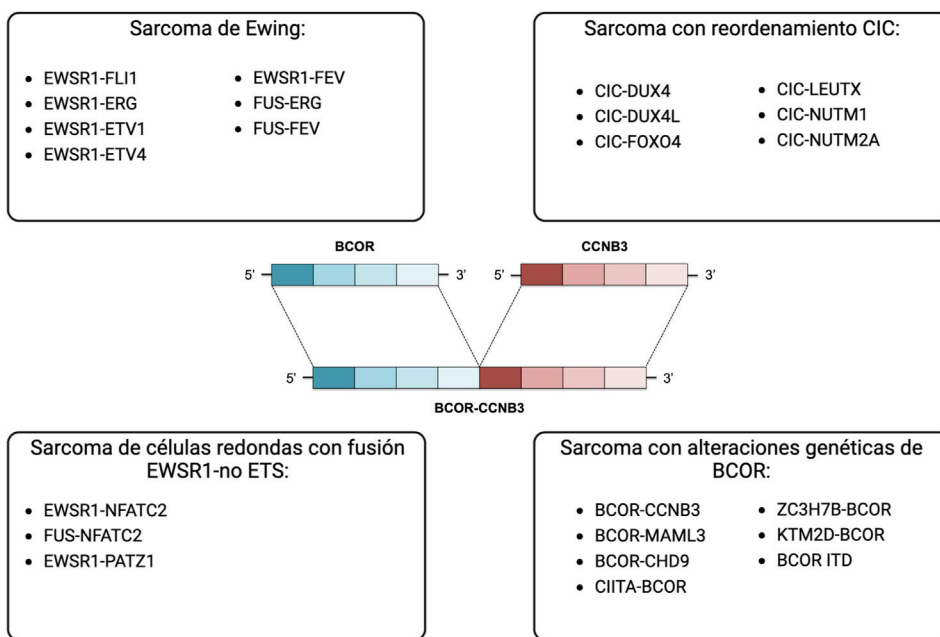 Sarcoma de Ewing:
EWSR1-FLI1
EWSR1-ERG
EWSR1-ETV1
EWSR1-ETV4
EWSR1-FEV
FUS-ERG
FUS-FEV
Sarcoma con reordenamiento CIC:
CIC-DUX4
CIC-DUX4L
CIC-FOXO4
CIC-LEUTX
CIC-NUTM1
CIC-NUTM2A
BCOR
5’ 3’
CCNB3
5’ 3’
5’ 3’
BCOR-CCNB3
Sarcoma de células redondas con fusión
EWSR1-no ETS:
EWSR1-NFATC2
FUS-NFATC2
EWSR1-PATZ1
Sarcoma con alteraciones genéticas de
BCOR:
BCOR-CCNB3
BCOR-MAML3
BCOR-CHD9
CIITA-BCOR
ZC3H7B-BCOR
KTM2D-BCOR
BCOR ITD